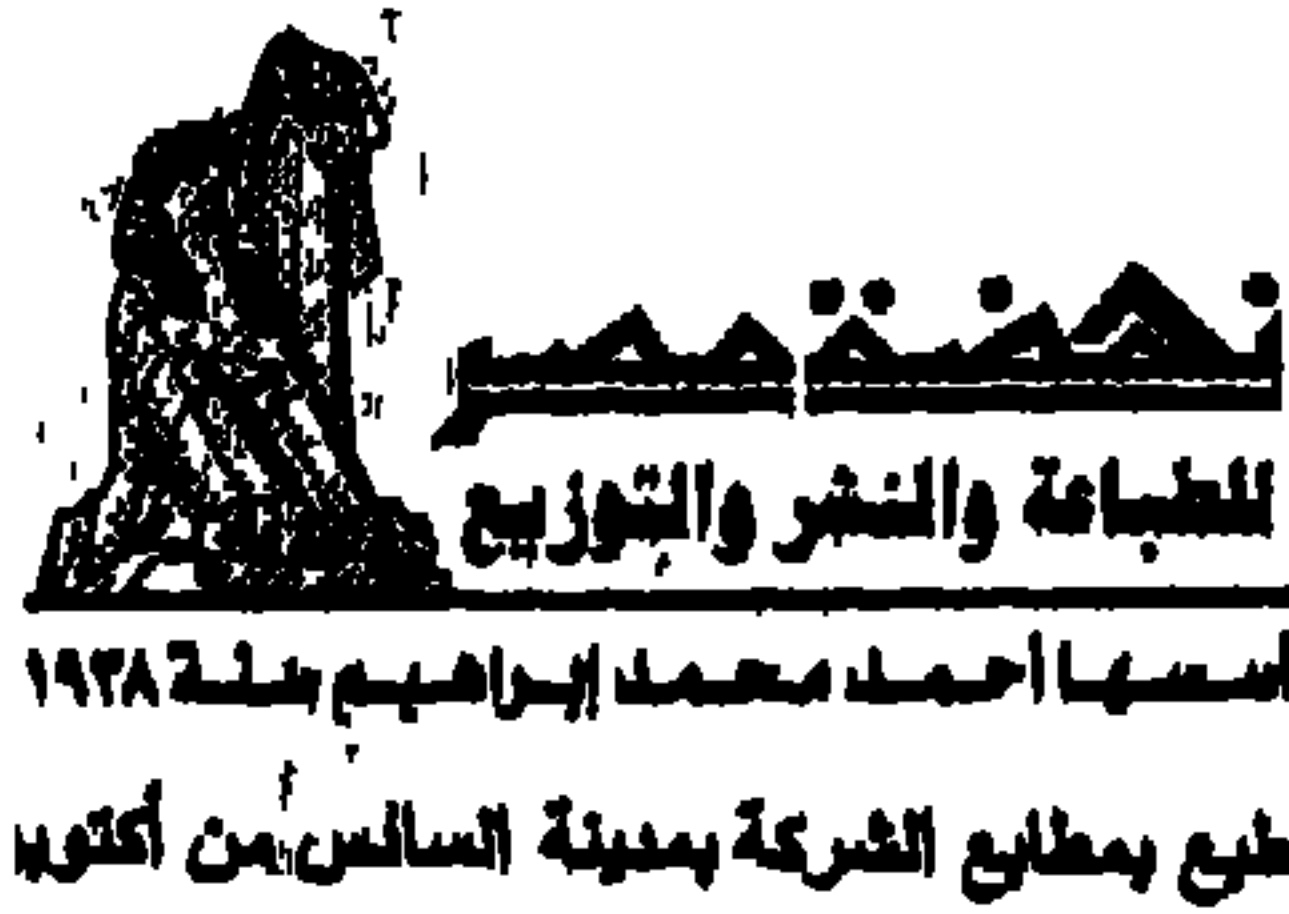 نهضة مصر
للطباعة والنشر والتوزيع
أسسها أحمد محمد إبراهيم سنة ١٩٣٨
طبع بمطابع الشركة بمدينة السادس من أكتوبر